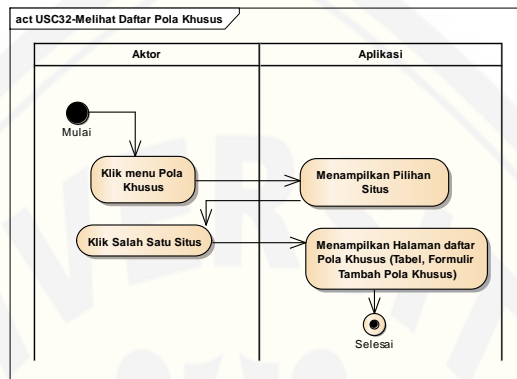 act USC32-Melihat Daftar Pola Khusus
Aktor
Aplikasi
Mulai
Klik menu Pola
Khusus
Menampilkan Pilihan
Situs
Klik Salah Satu Situs
Menampilkan Halaman daftar
Pola Khusus (Tabel, Formulir
Tambah Pola Khusus)
Selesai